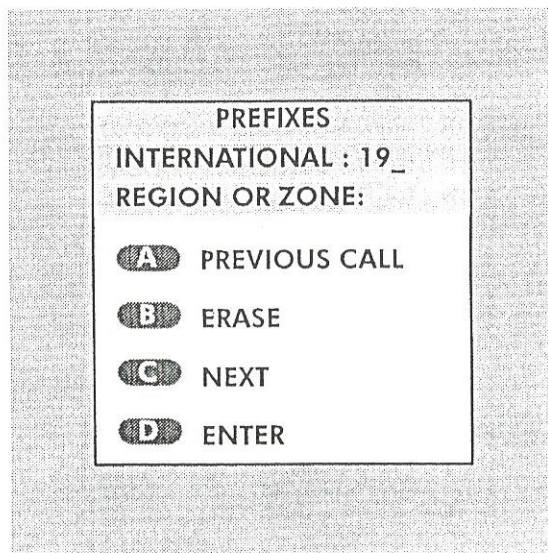 PREFIXES
INTERNATIONAL : 19_
REGION OR ZONE:
A PREVIOUS CALL
B ERASE
C NEXT
D ENTER